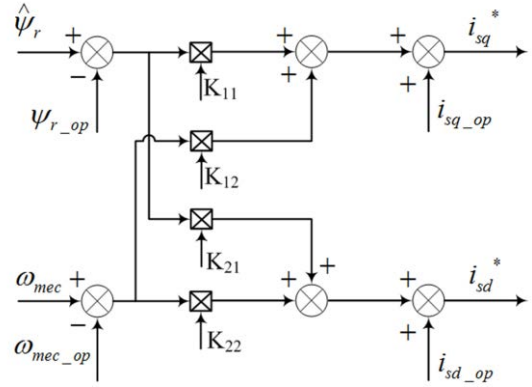 ψ̂r + + + isq*
− K11 + +
ψr_op isq_op
K12
K21 +
ωmec + + + isd*
− K22 +
ωmec_op isd_op